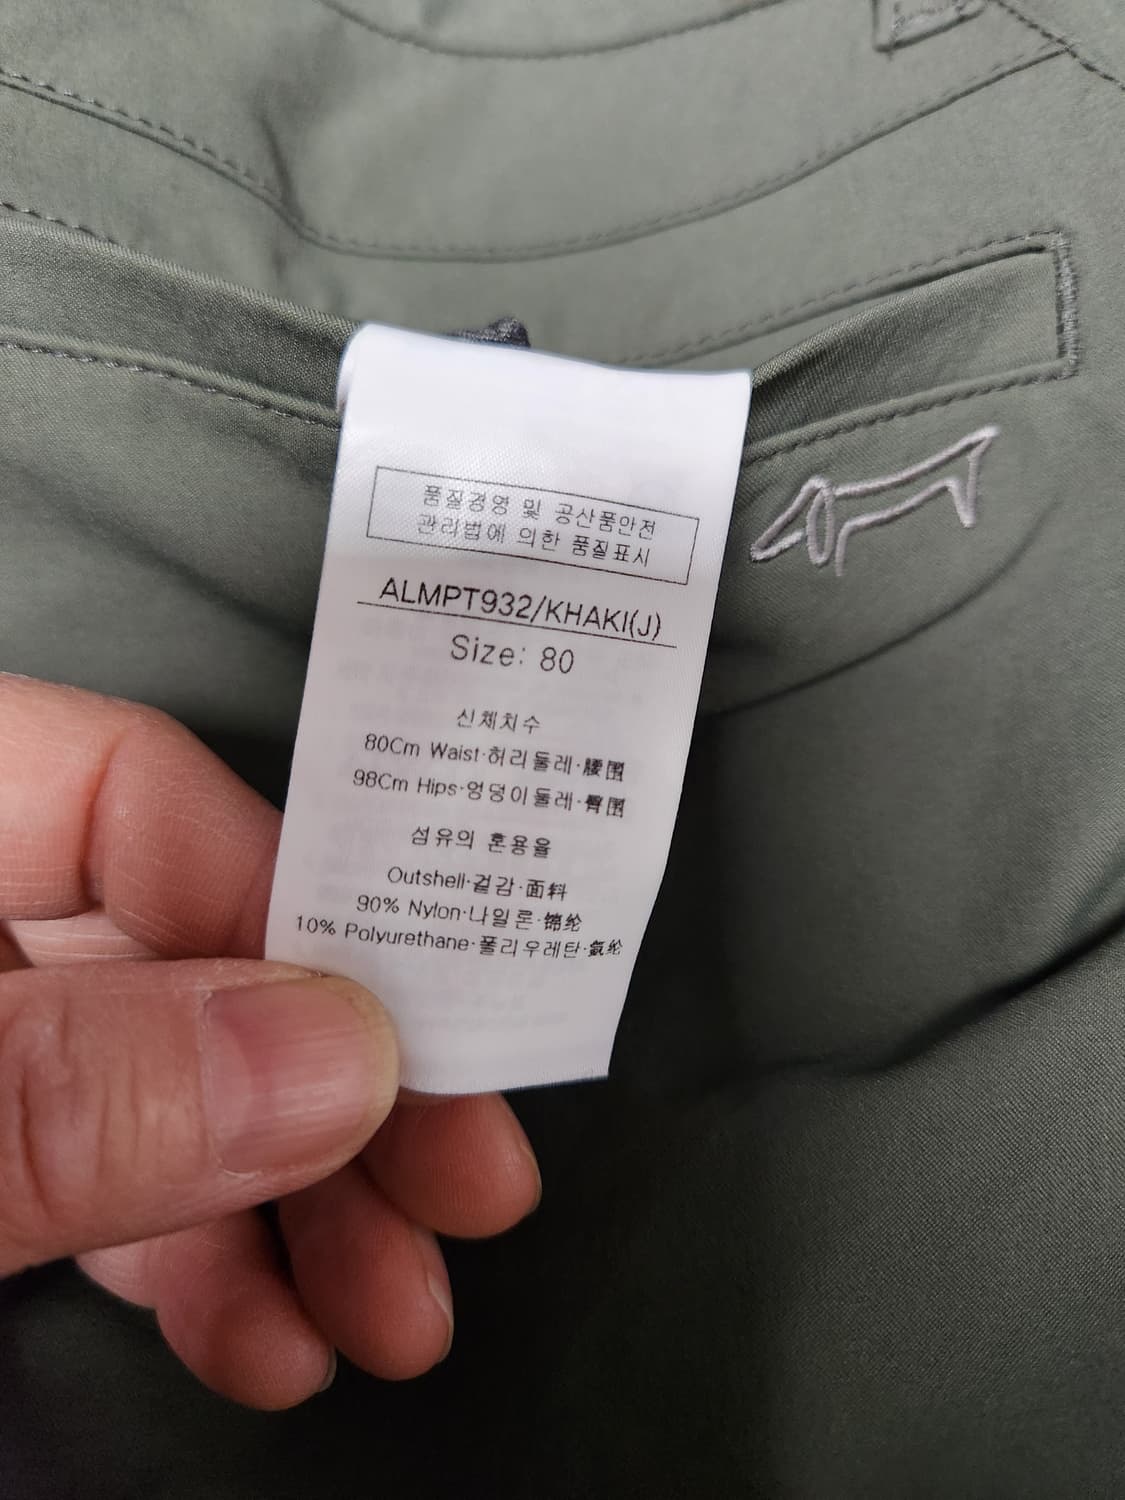 품질경영 및 공산품안전
관리법에 의한 품질표시
ALMPT932/KHAKI(J)
Size: 80
신체치수
80Cm Waist·허리둘레·腰围
98Cm Hips·엉덩이둘레·臀围
섬유의 혼용율
Outshell·겉감·面料
90% Nylon·나일론·锦纶
10% Polyurethane·폴리우레탄·氨纶